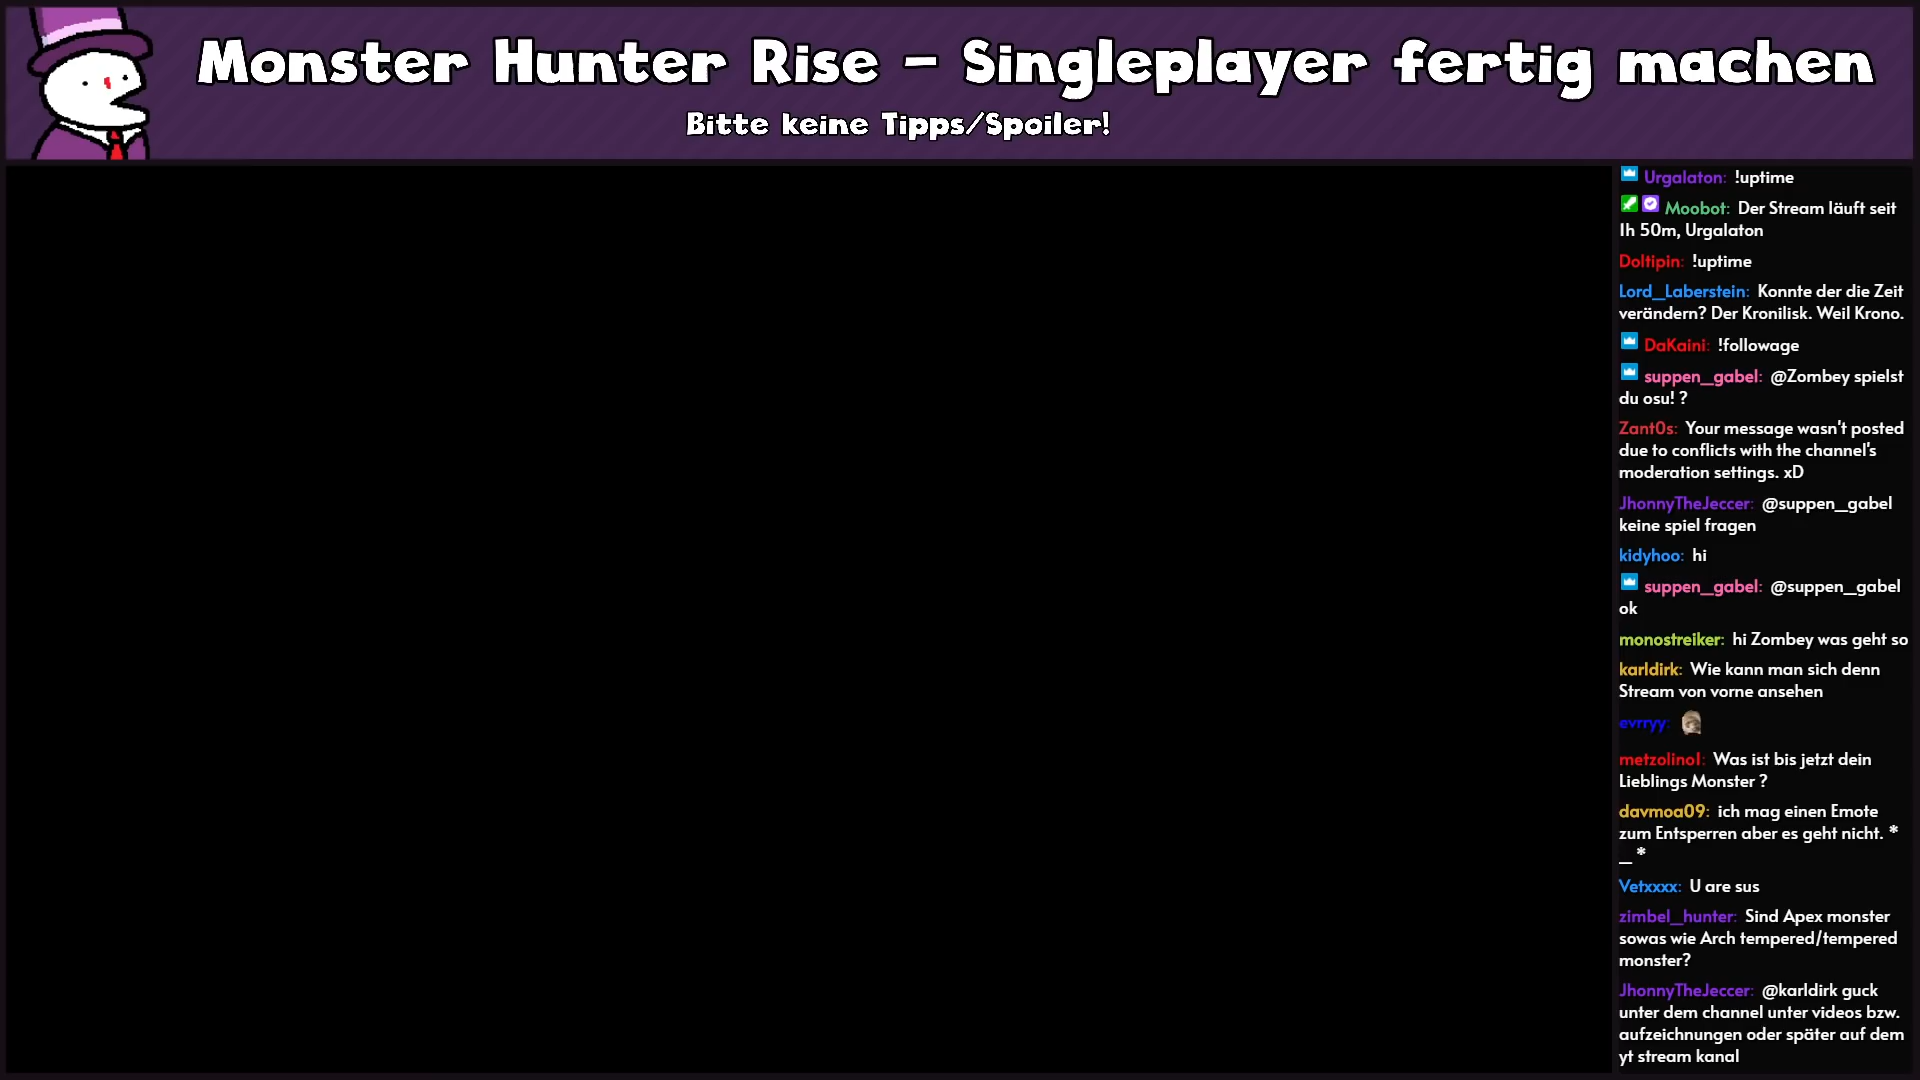 Monster Hunter Rise - Singleplayer fertig machen
Bitte keine Tipps/Spoiler!
Urgalaton: !uptime
Moobot: Der Stream läuft seit
1h 50m, Urgalaton
Doltipin: !uptime
Lord_Laberstein: Konnte der die Zeit
verändern? Der Kronilisk. Weil Krono.
DaKaini: !followage
suppen_gabel: @Zombey spielst
du osu! ?
Zant0s: Your message wasn't posted
due to conflicts with the channel's
moderation settings. xD
JhonnyTheJeccer: @suppen_gabel
keine spiel fragen
kidyhoo: hi
suppen_gabel: @suppen_gabel
ok
monostreiker: hi Zombey was geht so
karldirk: Wie kann man sich denn
Stream von vorne ansehen
evrryy:
metzolino1: Was ist bis jetzt dein
Lieblings Monster ?
davmoa09: ich mag einen Emote
zum Entsperren aber es geht nicht. *
_ *
Vetxxxx: U are sus
zimbel_hunter: Sind Apex monster
sowas wie Arch tempered/tempered
monster?
JhonnyTheJeccer: @karldirk guck
unter dem channel unter videos bzw.
aufzeichnungen oder später auf dem
yt stream kanal